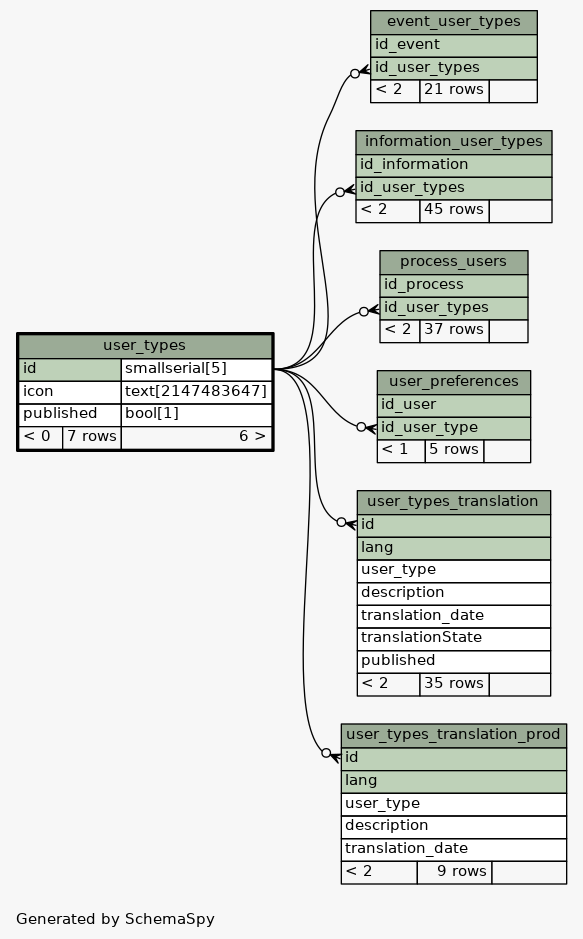 event_user_types
id_event
id_user_types
< 2 21 rows
information_user_types
id_information
id_user_types
< 2 45 rows
process_users
id_process
id_user_types
< 2 37 rows
user_types
id smallserial[5]
icon text[2147483647]
published bool[1]
< 0 7 rows 6 >
user_preferences
id_user
id_user_type
< 1 5 rows
user_types_translation
id
lang
user_type
description
translation_date
translationState
published
< 2 35 rows
user_types_translation_prod
id
lang
user_type
description
translation_date
< 2 9 rows
Generated by SchemaSpy